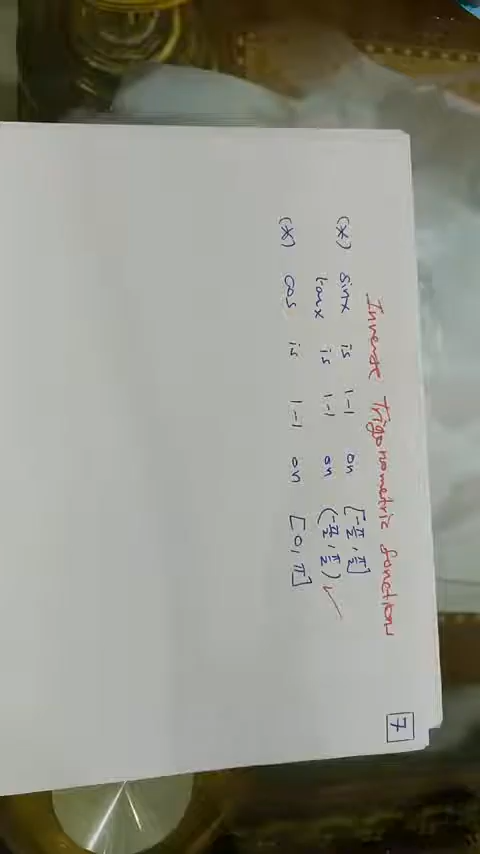 7
Inverse Trigonometric function
(*) sinx is 1-1 on [-π/2, π/2]
tanx is 1-1 on (-π/2, π/2) ✓
(*) cos is 1-1 on [0, π]